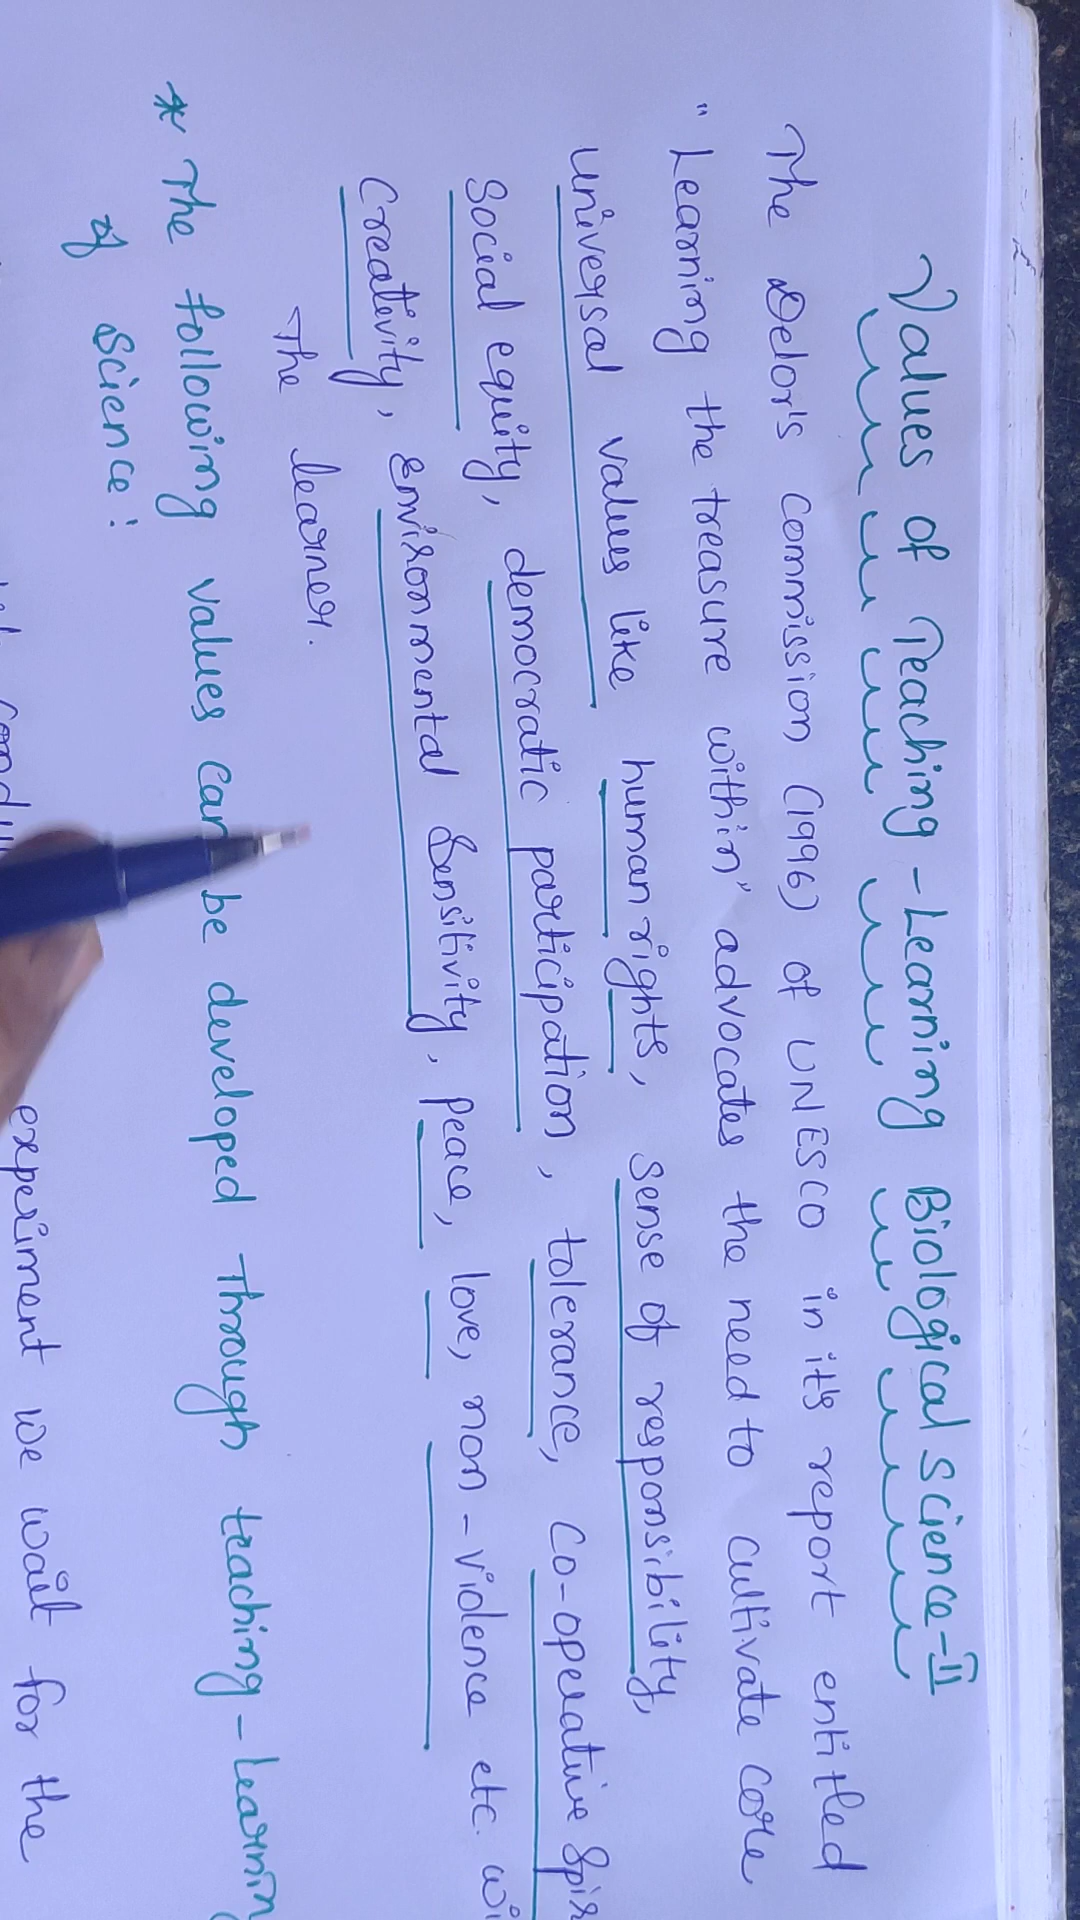 Values of Teaching - Learning Biological Science-II
The Delor's Commission (1996) of UNESCO in it's report entitled
" Learning the treasure within" advocates the need to cultivate core
universal values like human rights, sense of responsibility,
Social equity, democratic participation, tolerance, Co-operative
Creativity, Environmental Sensitivity, peace, love, non-violence etc.
The learner.
* The following values can be developed Through teaching-learning
of Science:
experiment we wait for the